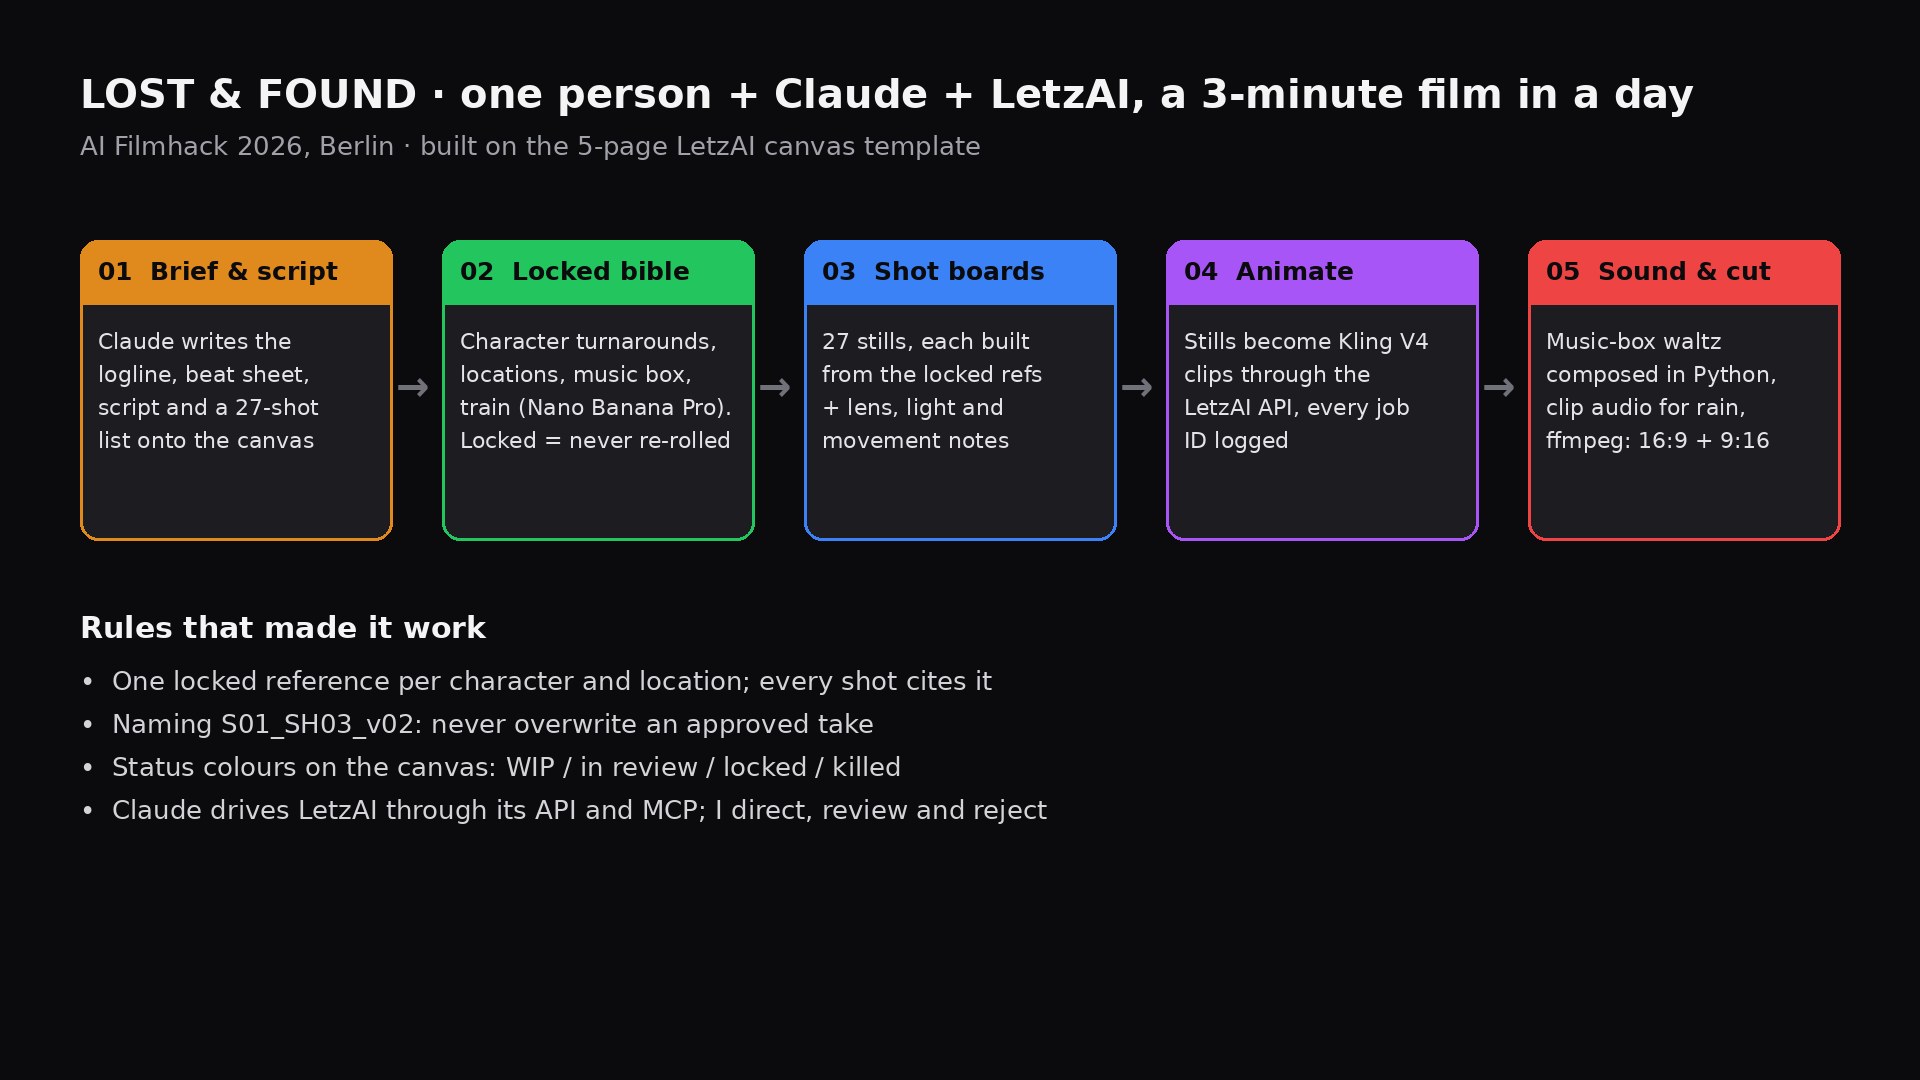 LOST & FOUND · one person + Claude + LetzAI, a 3-minute film in a day
AI Filmhack 2026, Berlin · built on the 5-page LetzAI canvas template
01 Brief & script
Claude writes the
logline, beat sheet,
script and a 27-shot
list onto the canvas
→
02 Locked bible
Character turnarounds,
locations, music box,
train (Nano Banana Pro).
Locked = never re-rolled
→
03 Shot boards
27 stills, each built
from the locked refs
+ lens, light and
movement notes
→
04 Animate
Stills become Kling V4
clips through the
LetzAI API, every job
ID logged
→
05 Sound & cut
Music-box waltz
composed in Python,
clip audio for rain,
ffmpeg: 16:9 + 9:16
Rules that made it work
• One locked reference per character and location; every shot cites it
• Naming S01_SH03_v02: never overwrite an approved take
• Status colours on the canvas: WIP / in review / locked / killed
• Claude drives LetzAI through its API and MCP; I direct, review and reject